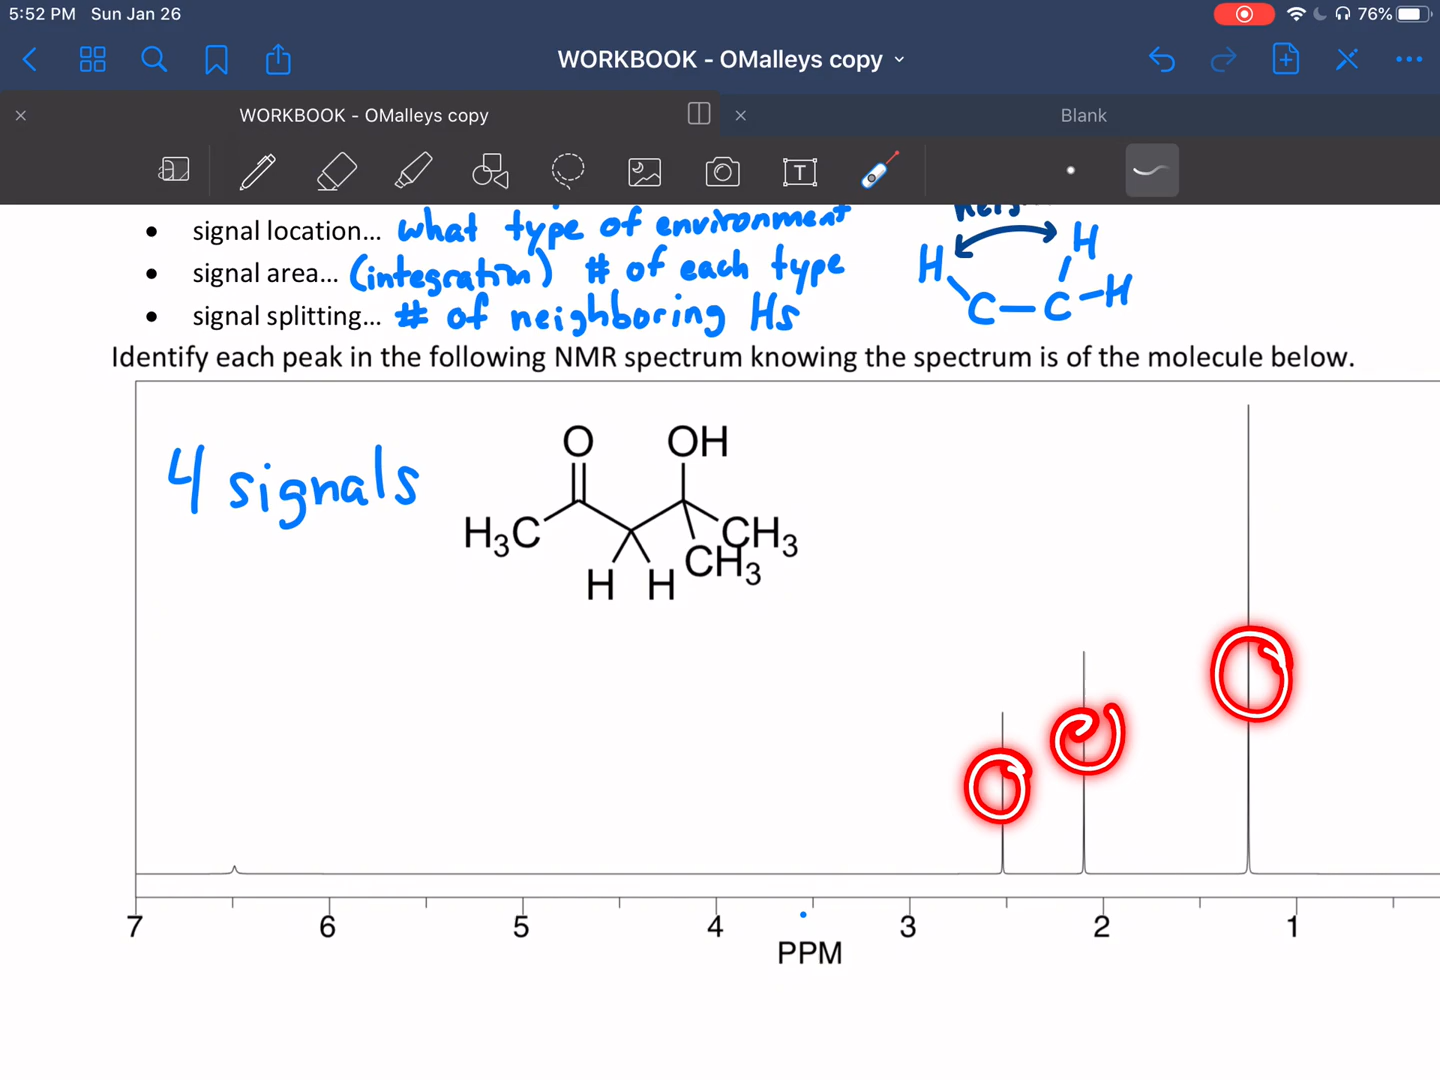 5:52 PM Sun Jan 26
76%
WORKBOOK - OMalleys copy
WORKBOOK - OMalleys copy
Blank
T
• signal location... what type of environment
• signal area... (integration) # of each type
• signal splitting... # of neighboring Hs
H
H
C — C – H
Identify each peak in the following NMR spectrum knowing the spectrum is of the molecule below.
4 signals
O OH
H₃C CH₃
CH₃
H H
7 6 5 4 3 2 1
PPM